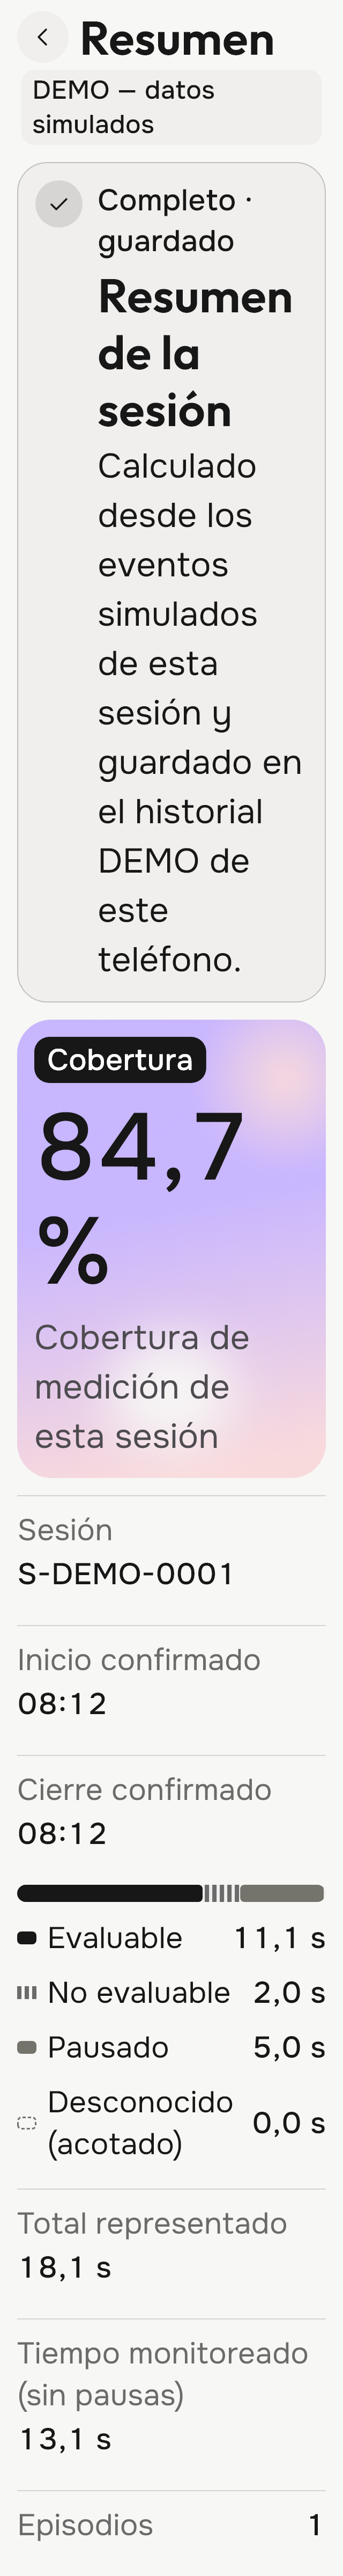 Resumen
DEMO — datos
simulados
Completo ·
guardado
Resumen
de la
sesión
Calculado
desde los
eventos
simulados
de esta
sesión y
guardado en
el historial
DEMO de
este
teléfono.
Cobertura
84,7
%
Cobertura de
medición de
esta sesión
Sesión
S-DEMO-0001
Inicio confirmado
08:12
Cierre confirmado
08:12
Evaluable 11,1 s
No evaluable 2,0 s
Pausado 5,0 s
Desconocido
(acotado) 0,0 s
Total representado
18,1 s
Tiempo monitoreado
(sin pausas)
13,1 s
Episodios 1